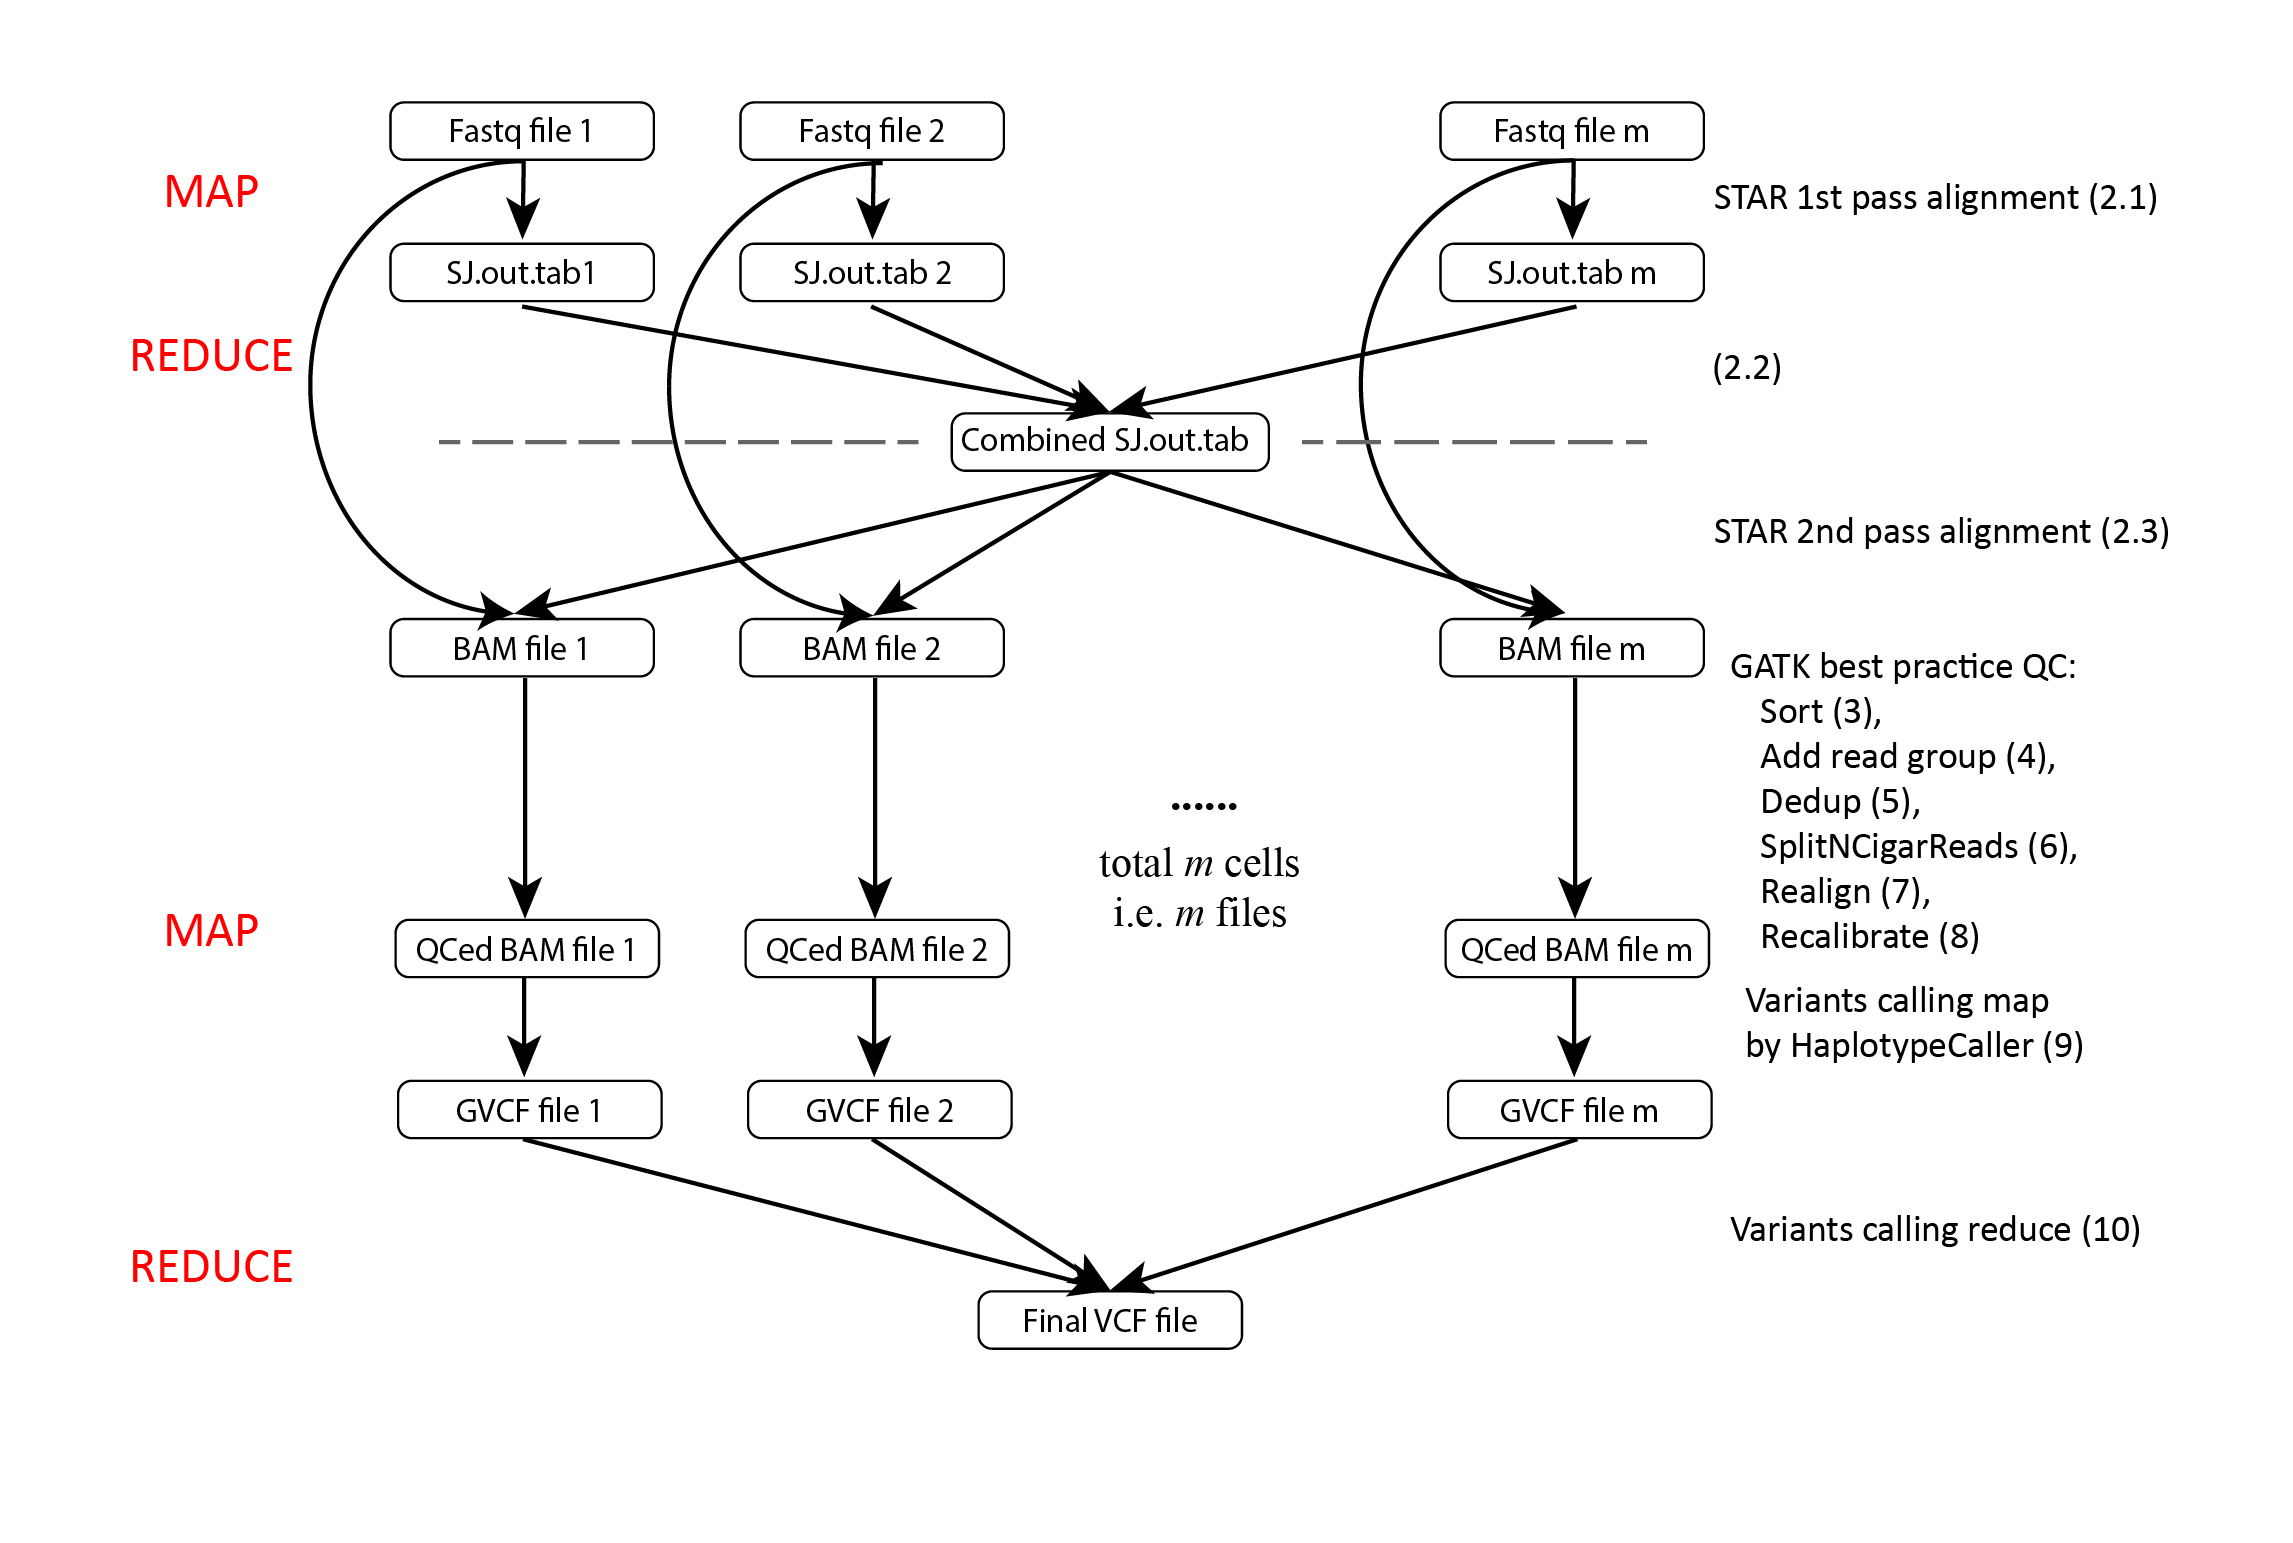 Fastq file 1
Fastq file 2
Fastq file m
MAP
STAR 1st pass alignment (2.1)
SJ.out.tab1
SJ.out.tab 2
SJ.out.tab m
REDUCE
(2.2)
Combined SJ.out.tab
STAR 2nd pass alignment (2.3)
BAM file 1
BAM file 2
BAM file m
GATK best practice QC:
Sort (3),
Add read group (4),
Dedup (5),
SplitNCigarReads (6),
Realign (7),
Recalibrate (8)
......
total m cells
i.e. m files
MAP
QCed BAM file 1
QCed BAM file 2
QCed BAM file m
Variants calling map
by HaplotypeCaller (9)
GVCF file 1
GVCF file 2
GVCF file m
Variants calling reduce (10)
REDUCE
Final VCF file